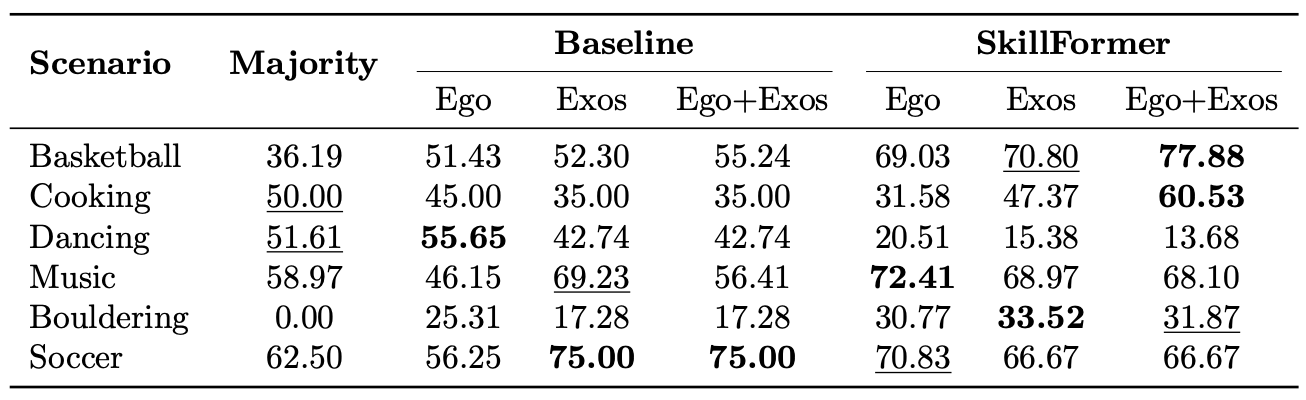 Scenario Majority Baseline SkillFormer
Ego Exos Ego+Exos Ego Exos Ego+Exos
Basketball 36.19 51.43 52.30 55.24 69.03 70.80 77.88
Cooking 50.00 45.00 35.00 35.00 31.58 47.37 60.53
Dancing 51.61 55.65 42.74 42.74 20.51 15.38 13.68
Music 58.97 46.15 69.23 56.41 72.41 68.97 68.10
Bouldering 0.00 25.31 17.28 17.28 30.77 33.52 31.87
Soccer 62.50 56.25 75.00 75.00 70.83 66.67 66.67